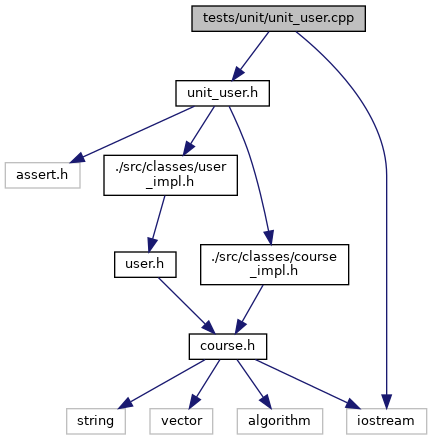 tests/unit/unit_user.cpp
unit_user.h
assert.h
./src/classes/user
_impl.h
user.h
./src/classes/course
_impl.h
course.h
string
vector
algorithm
iostream